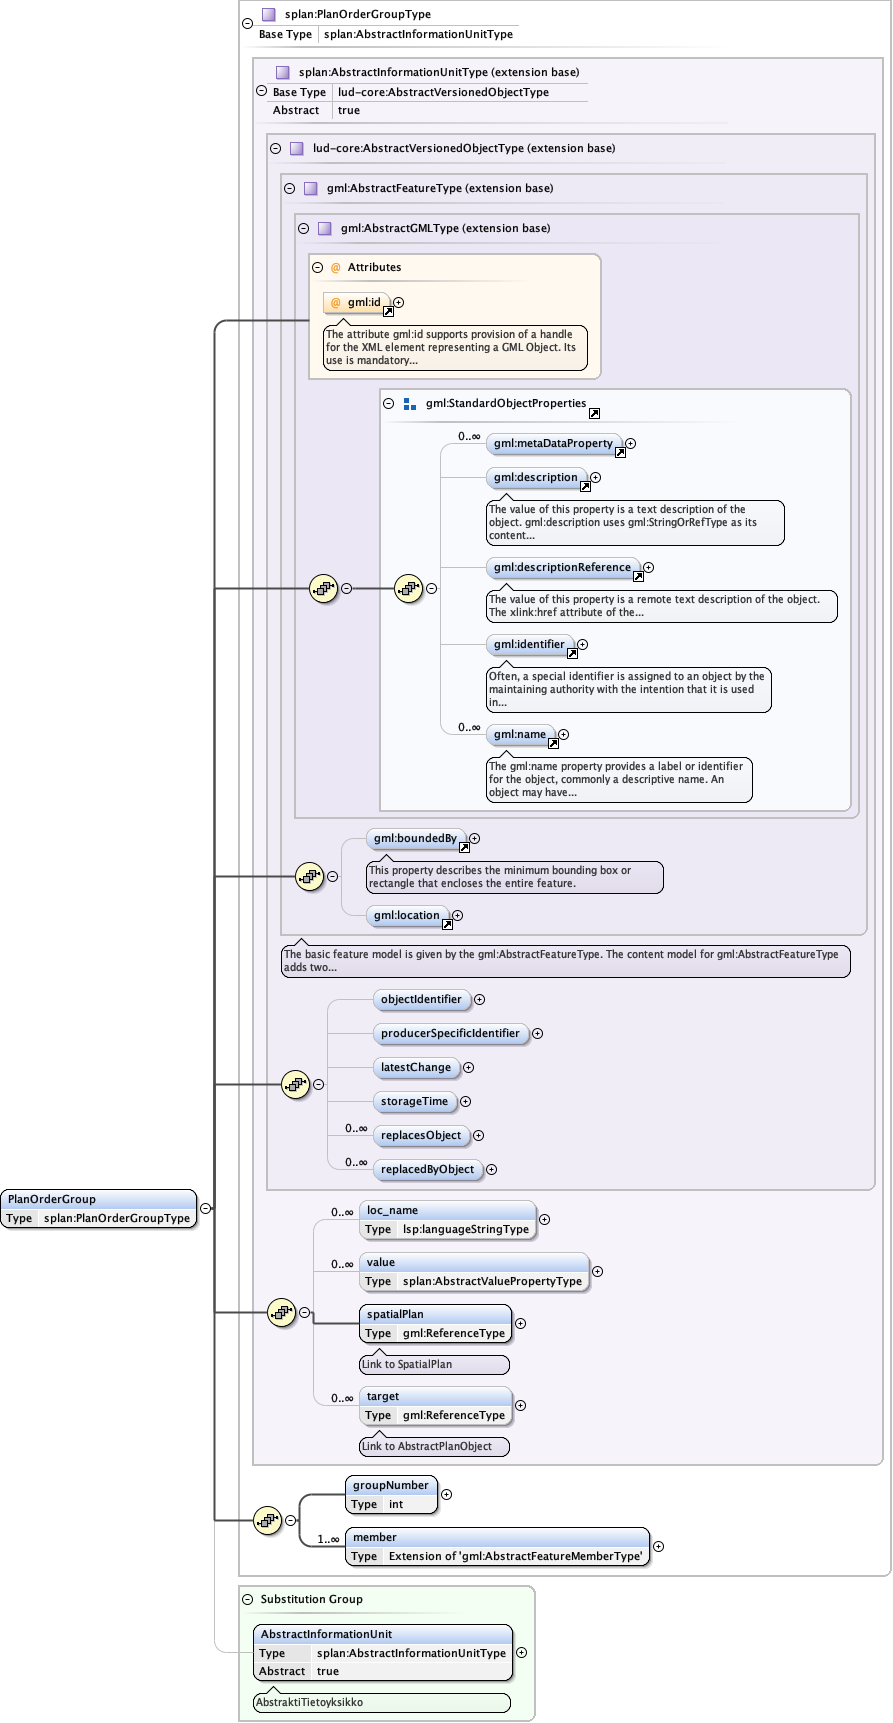 splan:PlanOrderGroupType
Base Type splan:AbstractInformationUnitType
splan:AbstractInformationUnitType (extension base)
Base Type lud-core:AbstractVersionedObjectType
Abstract true
lud-core:AbstractVersionedObjectType (extension base)
gml:AbstractFeatureType (extension base)
gml:AbstractGMLType (extension base)
@ Attributes
@ gml:id
The attribute gml:id supports provision of a handle
for the XML element representing a GML Object. Its
use is mandatory...
gml:StandardObjectProperties
0..∞ gml:metaDataProperty
gml:description
The value of this property is a text description of the
object. gml:description uses gml:StringOrRefType as its
content...
gml:descriptionReference
The value of this property is a remote text description of the object.
The xlink:href attribute of the...
gml:identifier
Often, a special identifier is assigned to an object by the
maintaining authority with the intention that it is used
in...
0..∞ gml:name
The gml:name property provides a label or identifier
for the object, commonly a descriptive name. An
object may have...
gml:boundedBy
This property describes the minimum bounding box or
rectangle that encloses the entire feature.
gml:location
The basic feature model is given by the gml:AbstractFeatureType. The content model for gml:AbstractFeatureType
adds two...
objectIdentifier
producerSpecificIdentifier
latestChange
storageTime
0..∞ replacesObject
0..∞ replacedByObject
PlanOrderGroup
Type splan:PlanOrderGroupType
0..∞ loc_name
Type lsp:languageStringType
0..∞ value
Type splan:AbstractValuePropertyType
spatialPlan
Type gml:ReferenceType
Link to SpatialPlan
0..∞ target
Type gml:ReferenceType
Link to AbstractPlanObject
groupNumber
Type int
1..∞ member
Type Extension of 'gml:AbstractFeatureMemberType'
Substitution Group
AbstractInformationUnit
Type splan:AbstractInformationUnitType
Abstract true
AbstraktiTietoyksikko